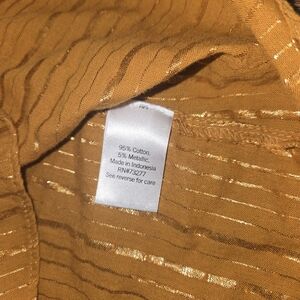 95% Cotton
5% Metallic
Made in Indonesia
RN#73277
See reverse for care